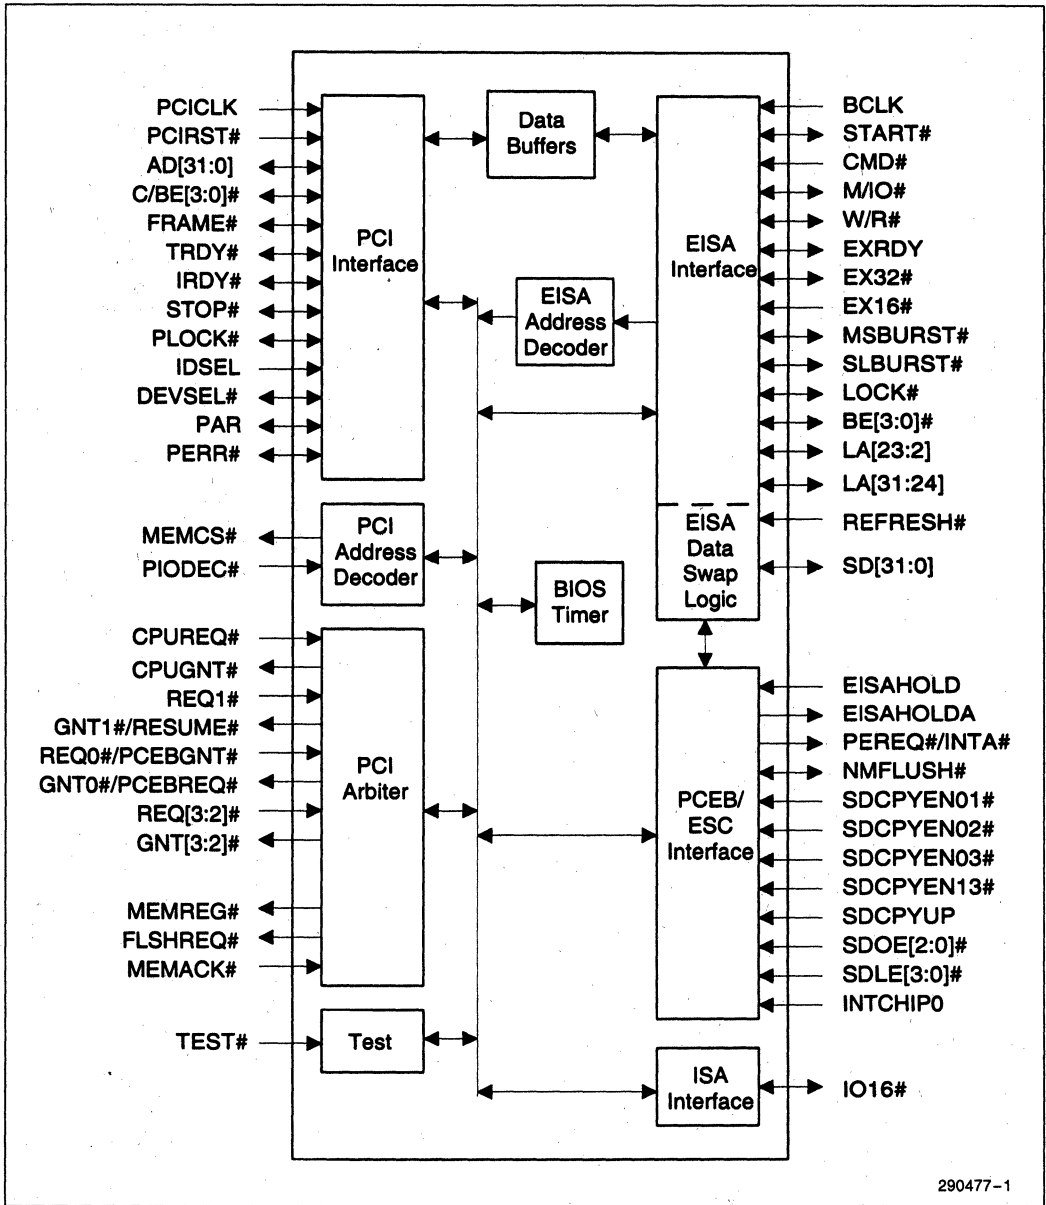 PCICLK
PCIRST#
AD[31:0]
C/BE[3:0]#
FRAME#
TRDY#
IRDY#
STOP#
PLOCK#
IDSEL
DEVSEL#
PAR
PERR#
MEMCS#
PIODEC#
CPUREQ#
CPUGNT#
REQ1#
GNT1#/RESUME#
REQ0#/PCEBGNT#
GNT0#/PCEBREQ#
REQ[3:2]#
GNT[3:2]#
MEMREG#
FLSHREQ#
MEMACK#
TEST#
PCI
Interface
PCI
Address
Decoder
PCI
Arbiter
Test
Data
Buffers
EISA
Address
Decoder
BIOS
Timer
EISA
Interface
EISA
Data
Swap
Logic
PCEB/
ESC
Interface
ISA
Interface
BCLK
START#
CMD#
M/IO#
W/R#
EXRDY
EX32#
EX16#
MSBURST#
SLBURST#
LOCK#
BE[3:0]#
LA[23:2]
LA[31:24]
REFRESH#
SD[31:0]
EISAHOLD
EISAHOLDA
PEREQ#/INTA#
NMFLUSH#
SDCPYEN01#
SDCPYEN02#
SDCPYEN03#
SDCPYEN13#
SDCPYUP
SDOE[2:0]#
SDLE[3:0]#
INTCHIP0
IO16#
290477-1